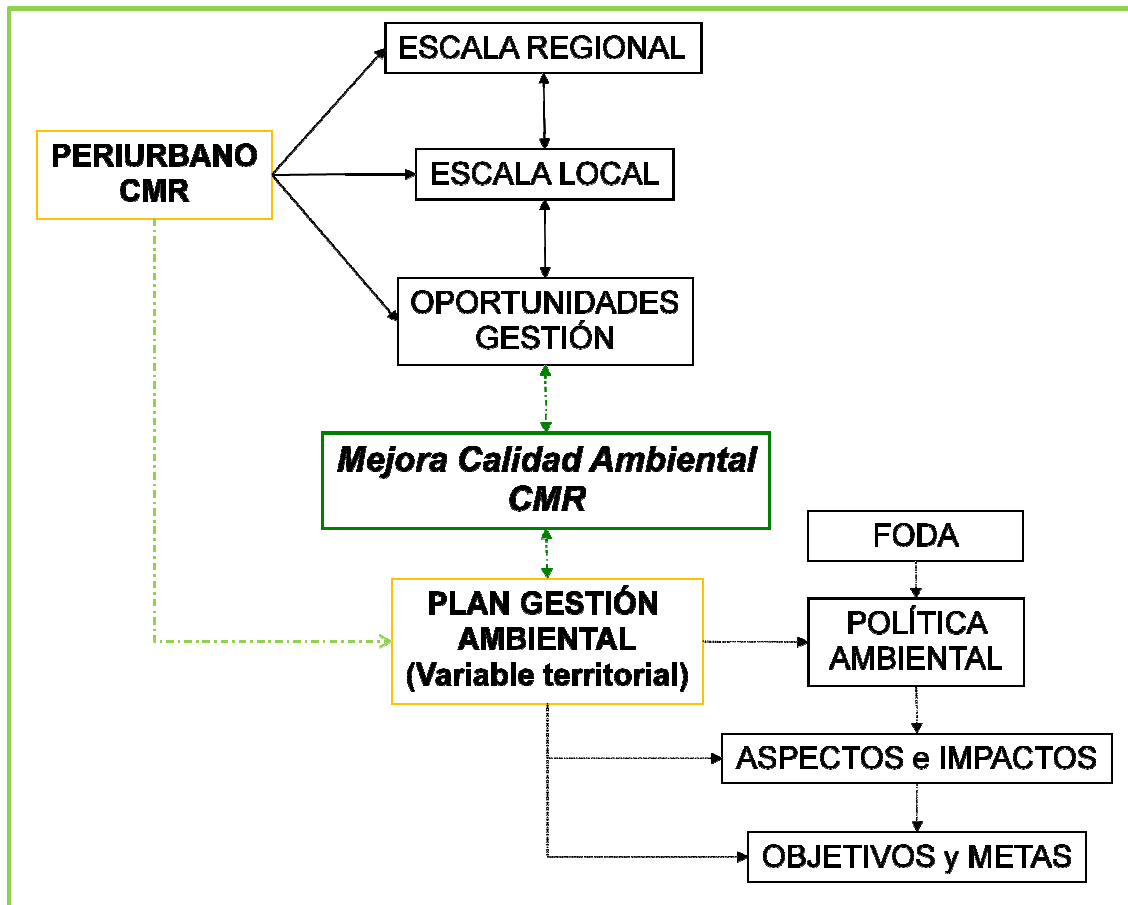 ESCALA REGIONAL
PERIURBANO
CMR
ESCALA LOCAL
OPORTUNIDADES
GESTIÓN
Mejora Calidad Ambiental
CMR
FODA
PLAN GESTIÓN
AMBIENTAL
(Variable territorial)
POLÍTICA
AMBIENTAL
ASPECTOS e IMPACTOS
OBJETIVOS y METAS